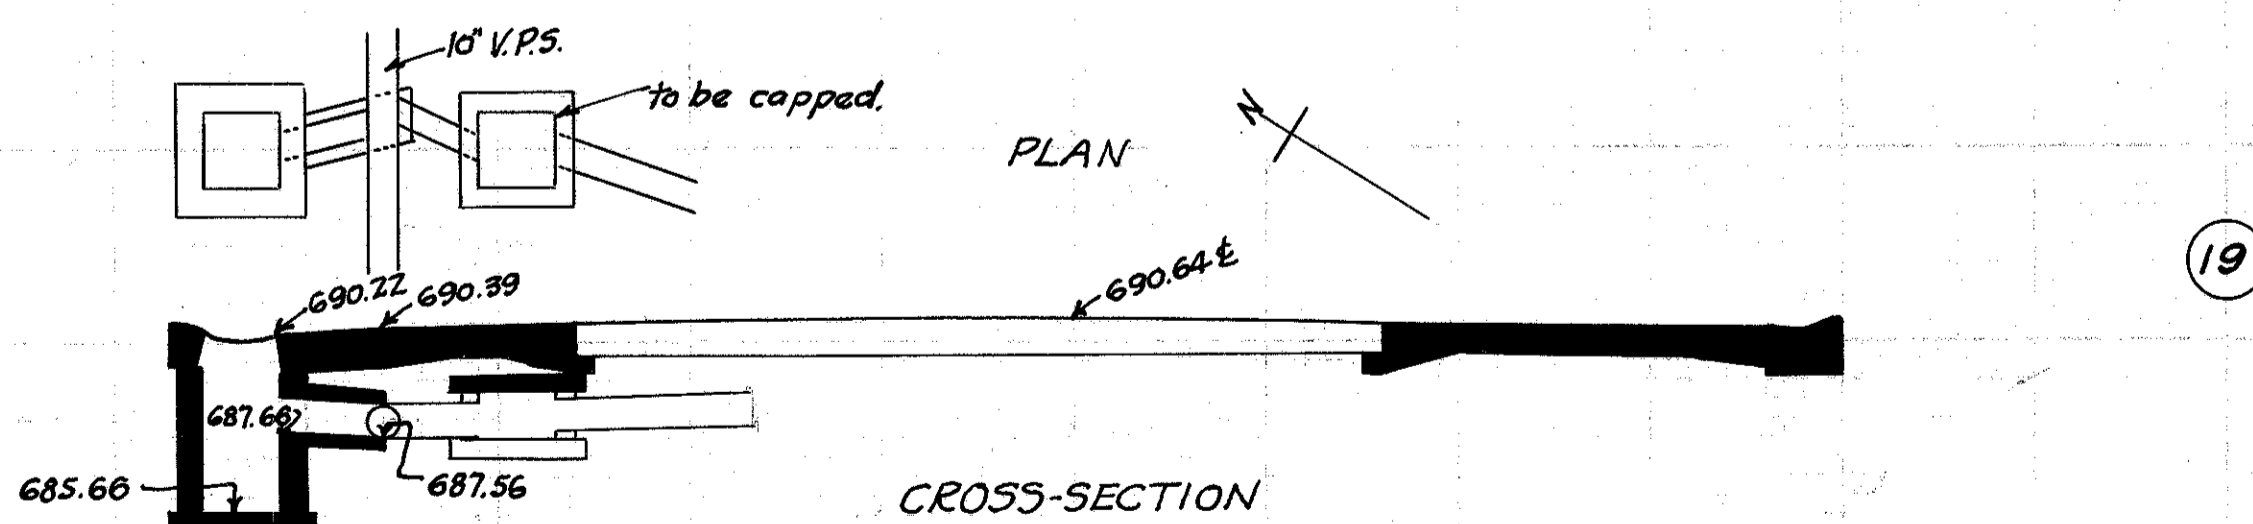 10" V.P.S.
to be capped.
N
PLAN
19
690.22
690.39
690.64 ℄
687.66
685.66
687.56
CROSS-SECTION